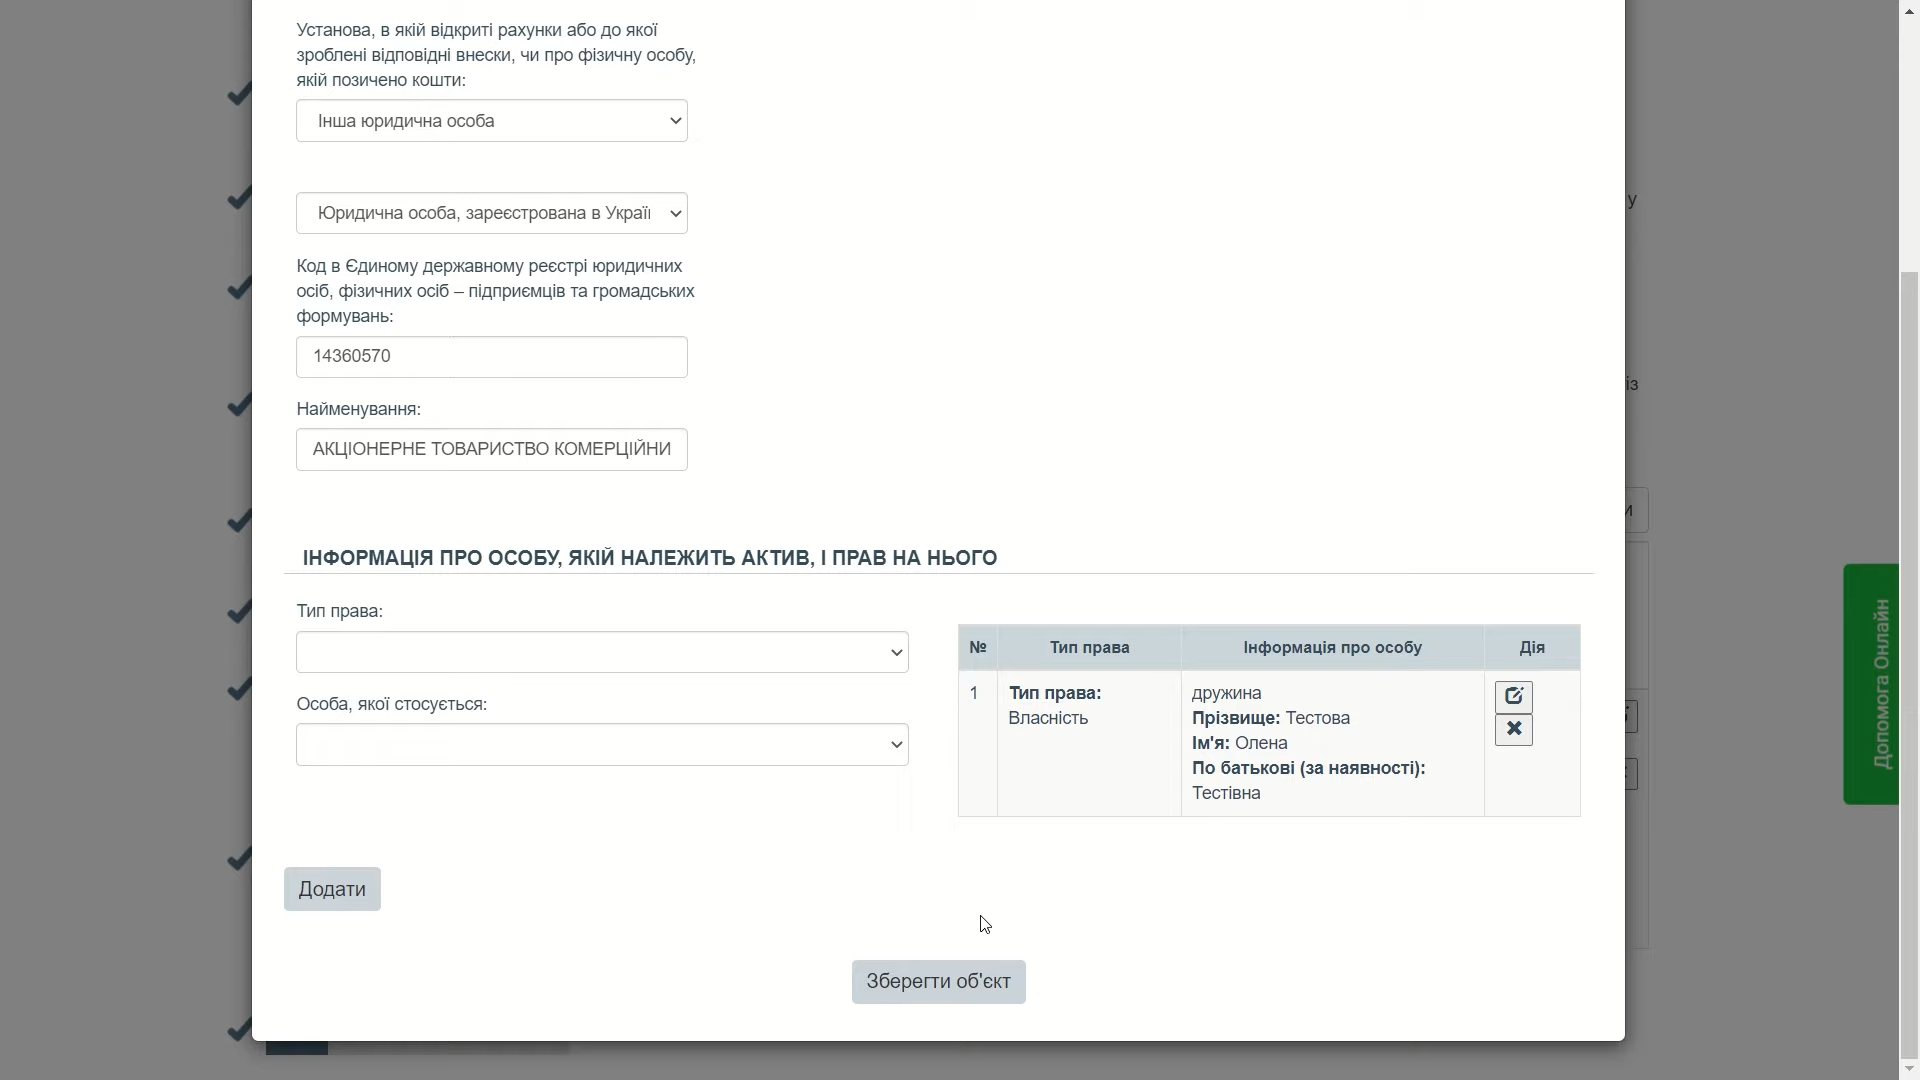 Установа, в якій відкриті рахунки або до якої
зроблені відповідні внески, чи про фізичну особу,
якій позичено кошти:
Інша юридична особа
у
Юридична особа, зареєстрована в Украї
Код в Єдиному державному реєстрі юридичних
осіб, фізичних осіб – підприємців та громадських
формувань:
14360570
із
Найменування:
АКЦІОНЕРНЕ ТОВАРИСТВО КОМЕРЦІЙНИ
и
ІНФОРМАЦІЯ ПРО ОСОБУ, ЯКІЙ НАЛЕЖИТЬ АКТИВ, І ПРАВ НА НЬОГО
Тип права:
Особа, якої стосується:
№ Тип права Інформація про особу Дія
1 Тип права: дружина
Власність Прізвище: Тестова
Ім'я: Олена
По батькові (за наявності):
Тестівна
Допомога Онлайн
Додати
Зберегти об'єкт